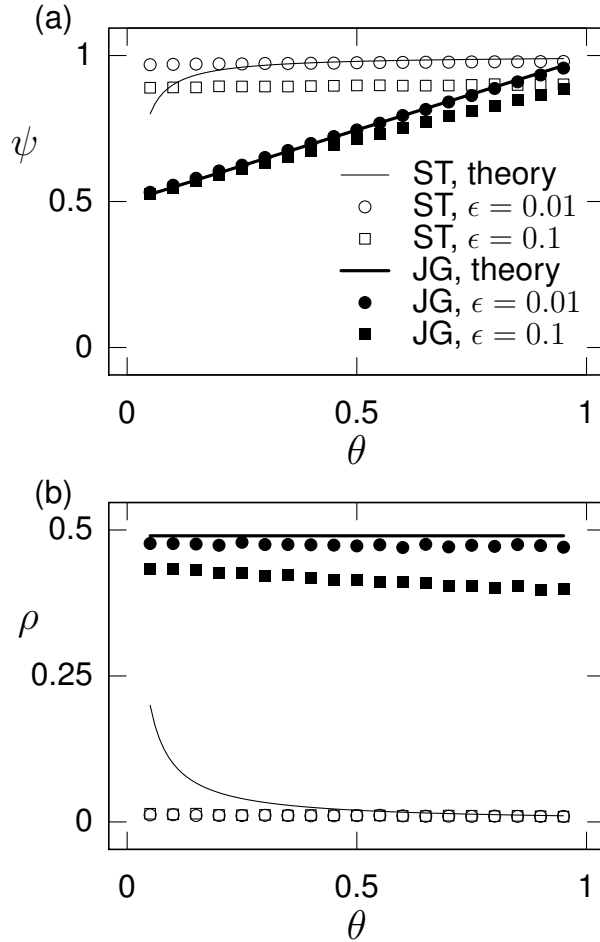 (a)
1
ψ
0.5
0
ST, theory
ST, ϵ = 0.01
ST, ϵ = 0.1
JG, theory
JG, ϵ = 0.01
JG, ϵ = 0.1
0 0.5 1
θ
(b)
0.5
ρ
0.25
0
0 0.5 1
θ